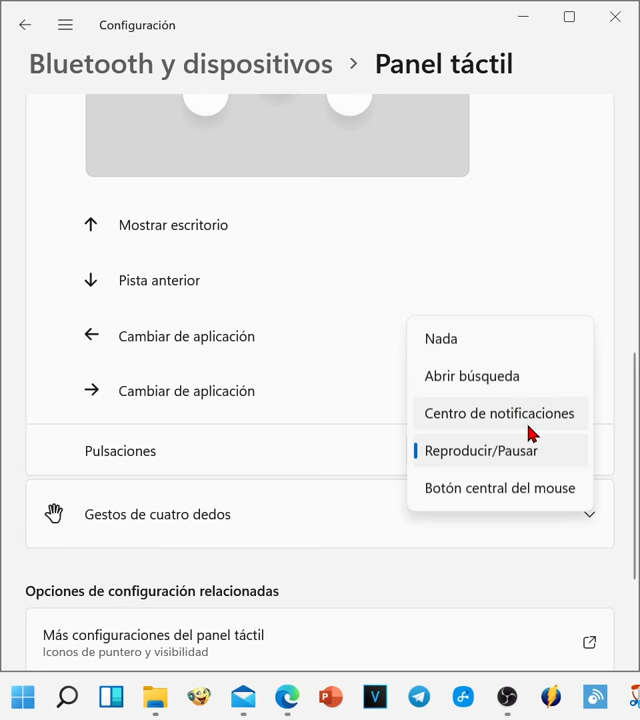 Configuración
Bluetooth y dispositivos > Panel táctil
Mostrar escritorio
Pista anterior
Cambiar de aplicación
Cambiar de aplicación
Pulsaciones
Nada
Abrir búsqueda
Centro de notificaciones
Reproducir/Pausar
Botón central del mouse
Gestos de cuatro dedos
Opciones de configuración relacionadas
Más configuraciones del panel táctil
Iconos de puntero y visibilidad
P
V